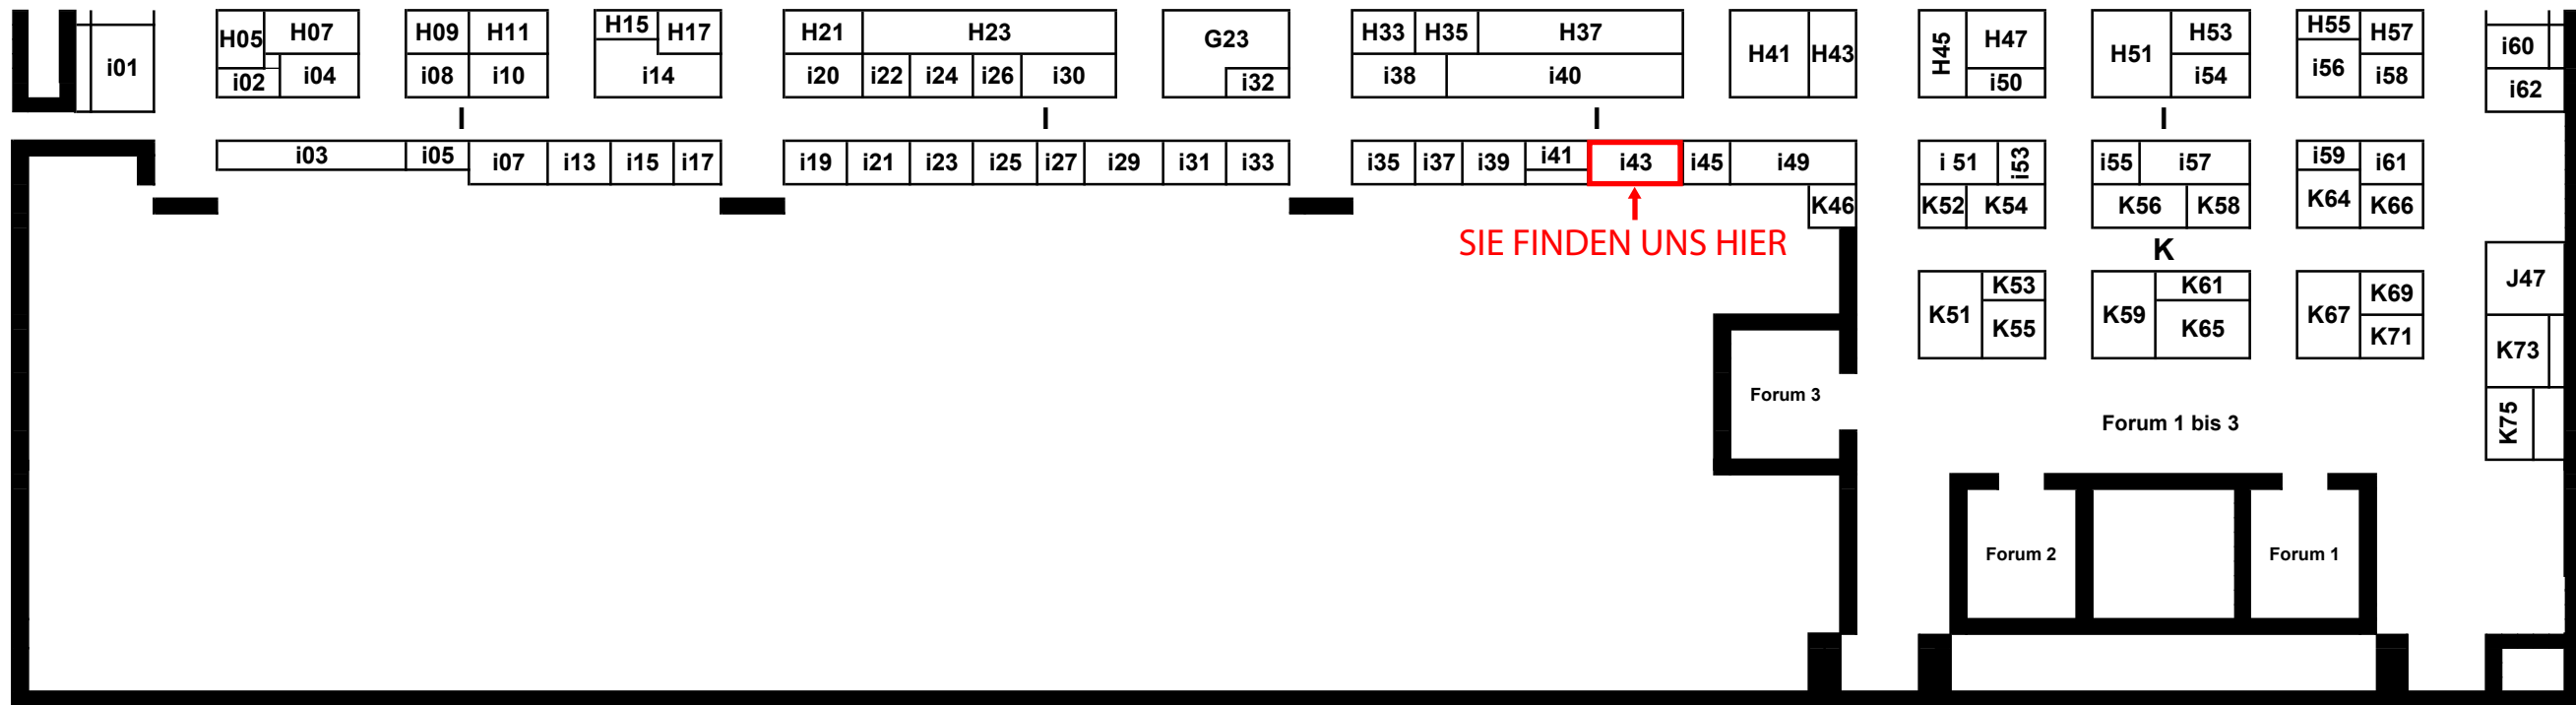 H05 H07 H09 H11 H15 H17 H21 H23 G23 H33 H35 H37 H41 H43 H45 H47 H51 H53 H55 H57 i60
i01 i02 i04 i08 i10 i14 i20 i22 i24 i26 i30 i32 i38 i40 i50 i54 i56 i58 i62
I I I I
i03 i05 i07 i13 i15 i17 i19 i21 i23 i25 i27 i29 i31 i33 i35 i37 i39 i41 i43 i45 i49 i 51 i53 i55 i57 i59 i61
K46 K52 K54 K56 K58 K64 K66
SIE FINDEN UNS HIER
K
J47
K51 K53 K55 K59 K61 K65 K67 K69 K71
K73
Forum 3
K75
Forum 1 bis 3
Forum 2 Forum 1